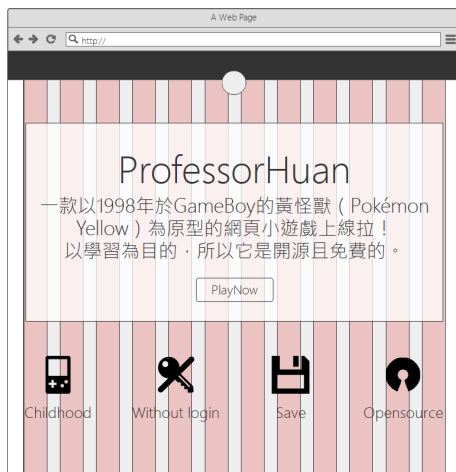 A Web Page
http://
ProfessorHuan
一款以1998年於GameBoy的黃怪獸（Pokémon
Yellow）為原型的網頁小遊戲上線拉！
以學習為目的，所以它是開源且免費的。
PlayNow
Childhood
Without login
Save
Opensource